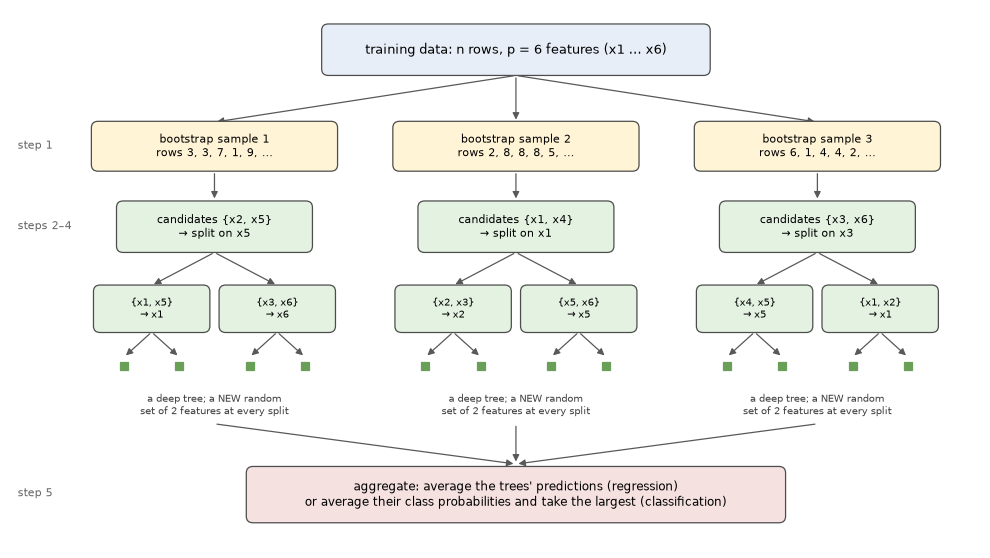 training data: n rows, p = 6 features (x1 … x6)
step 1
bootstrap sample 1
rows 3, 3, 7, 1, 9, …
bootstrap sample 2
rows 2, 8, 8, 8, 5, …
bootstrap sample 3
rows 6, 1, 4, 4, 2, …
steps 2–4
candidates {x2, x5}
→ split on x5
candidates {x1, x4}
→ split on x1
candidates {x3, x6}
→ split on x3
{x1, x5}
→ x1
{x3, x6}
→ x6
{x2, x3}
→ x2
{x5, x6}
→ x5
{x4, x5}
→ x5
{x1, x2}
→ x1
a deep tree; a NEW random
set of 2 features at every split
a deep tree; a NEW random
set of 2 features at every split
a deep tree; a NEW random
set of 2 features at every split
step 5
aggregate: average the trees' predictions (regression)
or average their class probabilities and take the largest (classification)